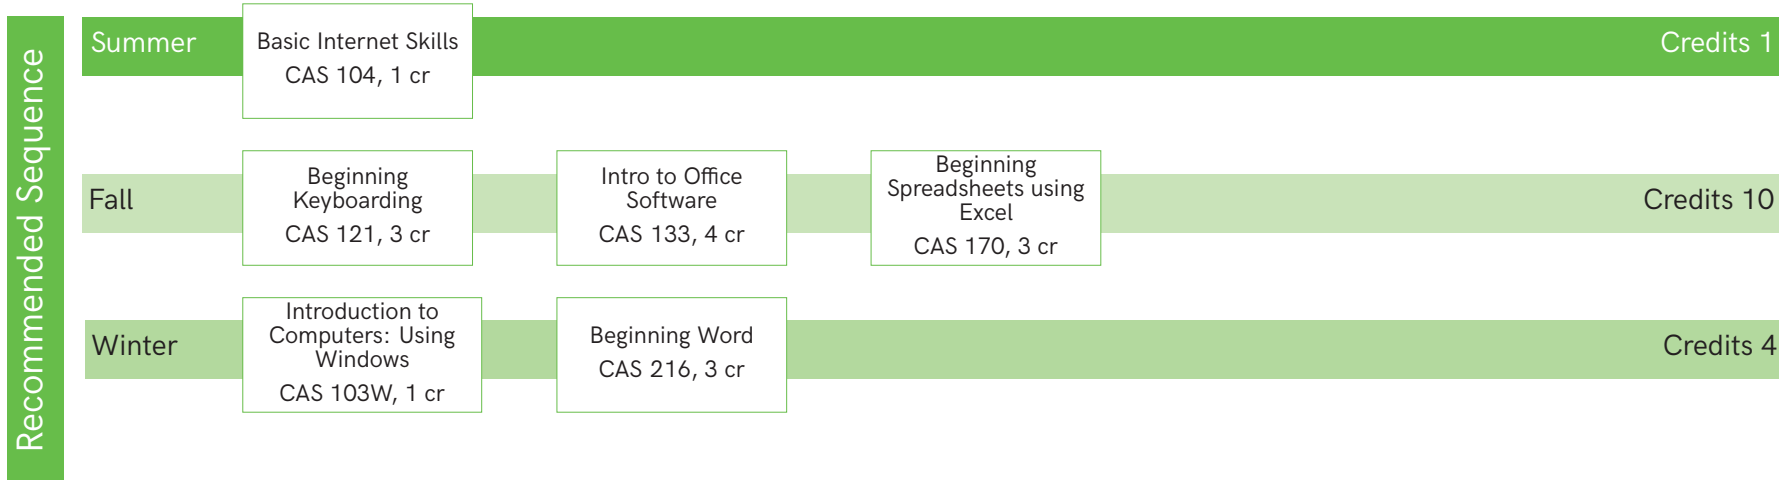 Recommended Sequence
Summer
Basic Internet Skills
CAS 104, 1 cr
Credits 1
Fall
Beginning
Keyboarding
CAS 121, 3 cr
Intro to Office
Software
CAS 133, 4 cr
Beginning
Spreadsheets using
Excel
CAS 170, 3 cr
Credits 10
Winter
Introduction to
Computers: Using
Windows
CAS 103W, 1 cr
Beginning Word
CAS 216, 3 cr
Credits 4